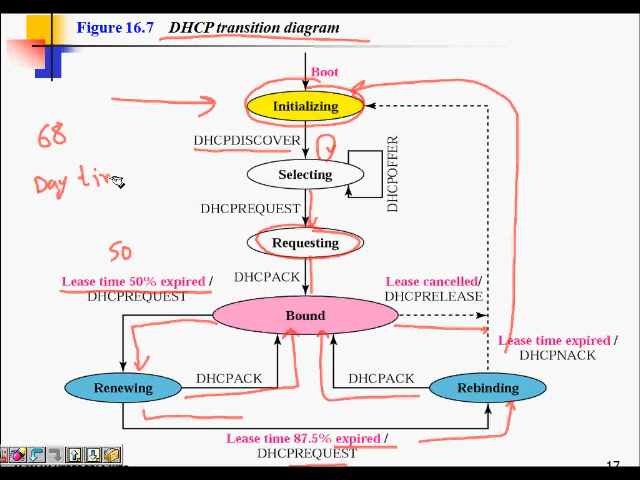 Figure 16.7 DHCP transition diagram
Boot
Initializing
68
DHCPDISCOVER
Selecting
DHCPOFFER
Day tim
DHCPREQUEST
Requesting
50
DHCPACK
Lease time 50% expired /
DHCPREQUEST
Lease cancelled/
DHCPRELEASE
Bound
Lease time expired /
DHCPNACK
Renewing
DHCPACK
DHCPACK
Rebinding
Lease time 87.5% expired /
DHCPREQUEST
17